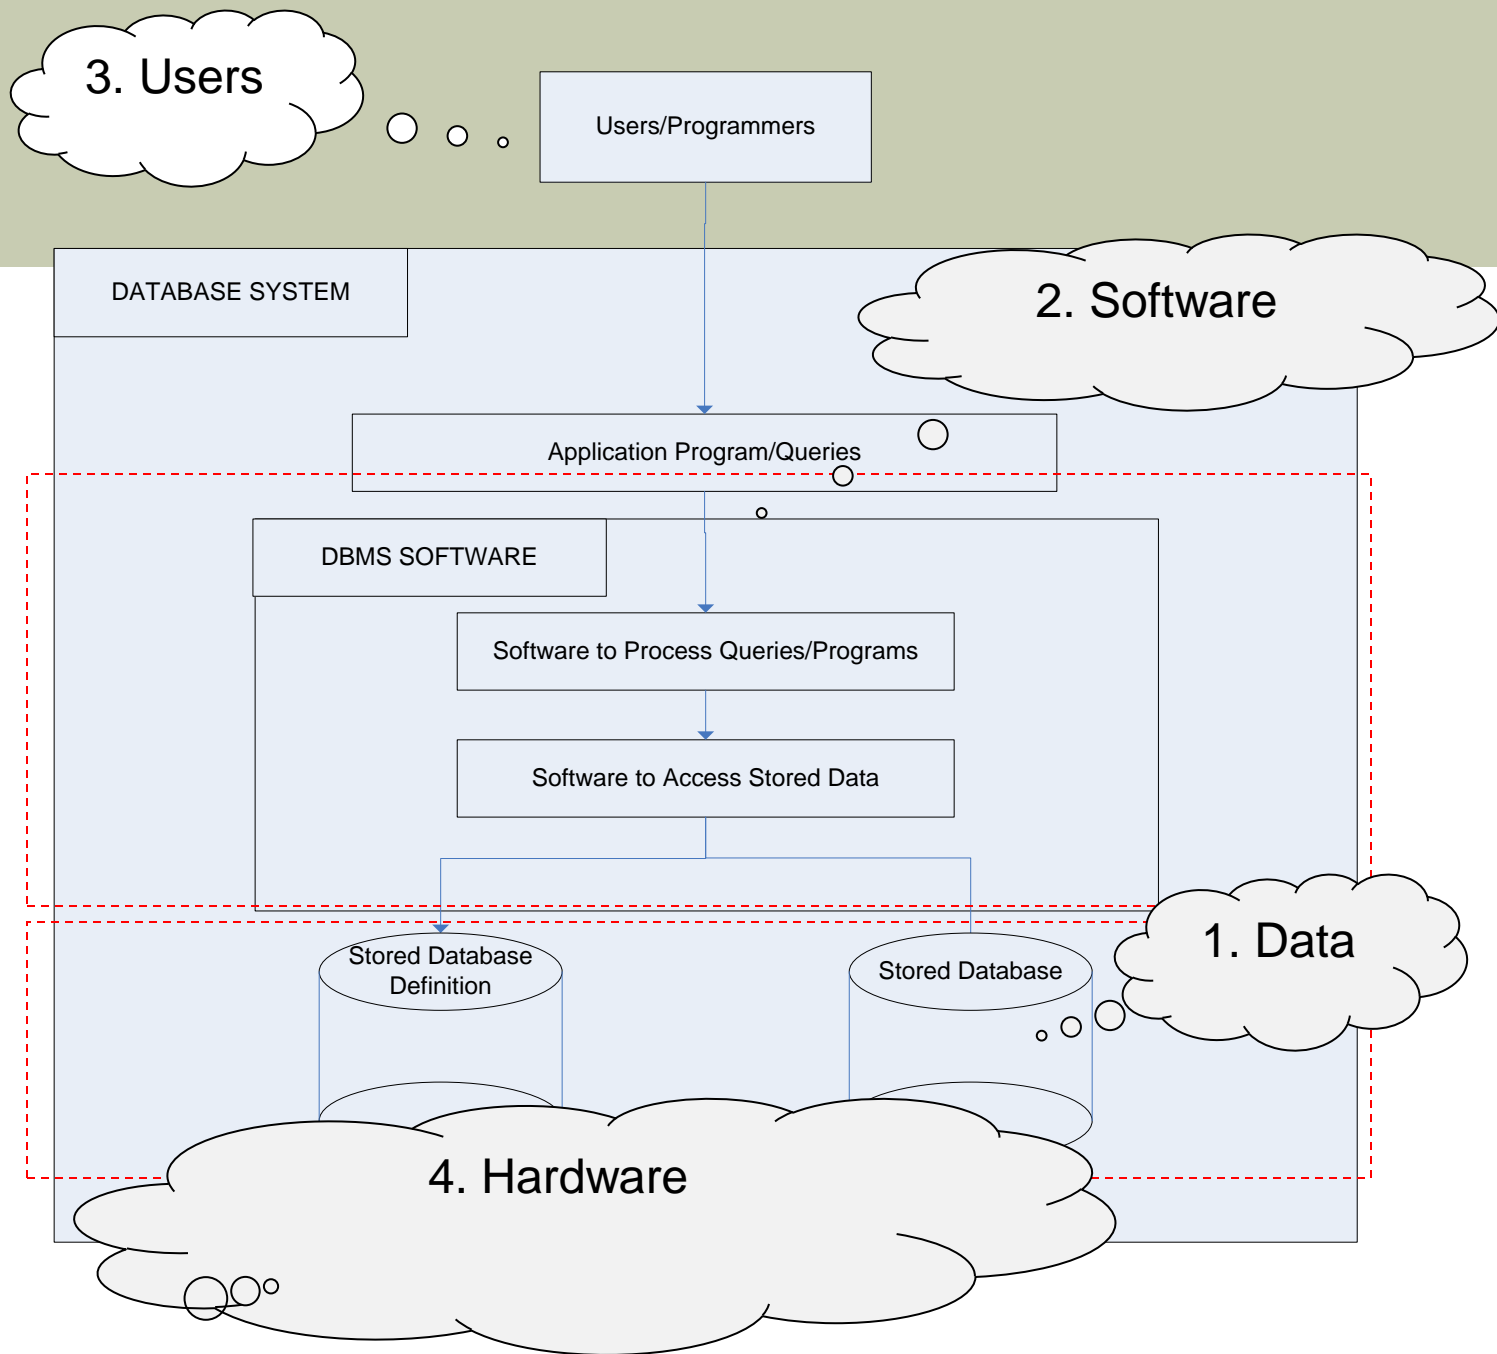 3. Users
Users/Programmers
DATABASE SYSTEM
2. Software
Application Program/Queries
DBMS SOFTWARE
Software to Process Queries/Programs
Software to Access Stored Data
1. Data
Stored Database
Definition
Stored Database
4. Hardware